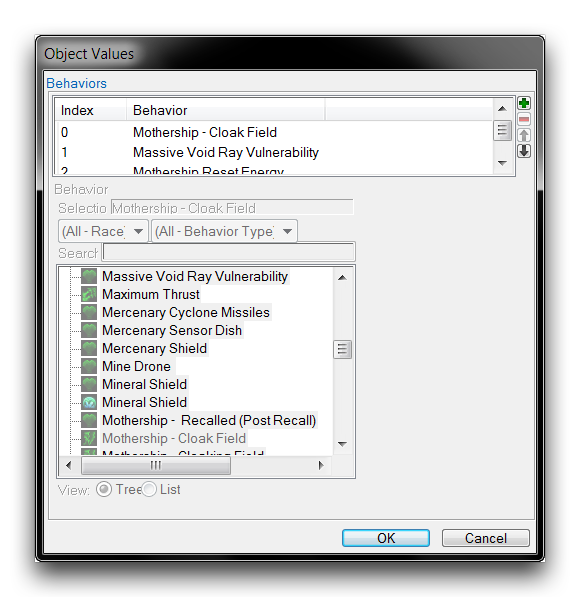 Object Values
Behaviors
Index Behavior
0 Mothership - Cloak Field
1 Massive Void Ray Vulnerability
2 Mothership Reset Energy
Behavior
Selectio Mothership - Cloak Field
(All - Race) (All - Behavior Type)
Search
Massive Void Ray Vulnerability
Maximum Thrust
Mercenary Cyclone Missiles
Mercenary Sensor Dish
Mercenary Shield
Mine Drone
Mineral Shield
Mineral Shield
Mothership - Recalled (Post Recall)
Mothership - Cloak Field
Mothership - Cloaking Field
View: Tree List
OK Cancel